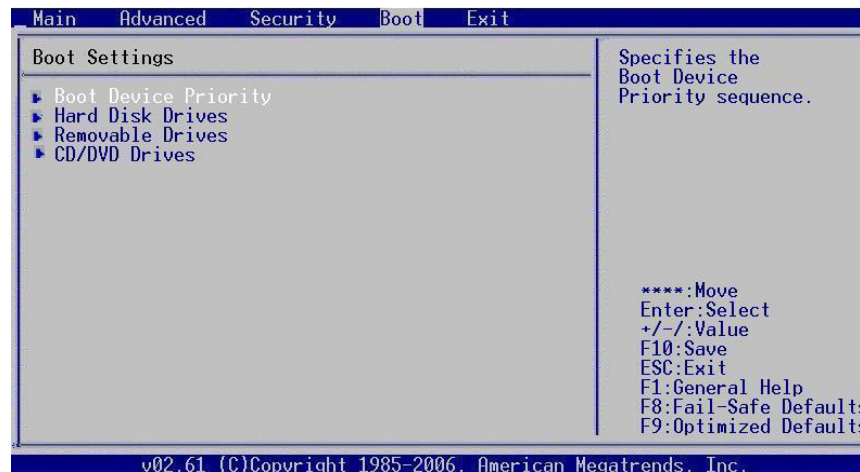 Main Advanced Security Boot Exit
Boot Settings
Boot Device Priority
Hard Disk Drives
Removable Drives
CD/DVD Drives
Specifies the
Boot Device
Priority sequence.
****:Move
Enter:Select
+/-/:Value
F10:Save
ESC:Exit
F1:General Help
F8:Fail-Safe Defaults
F9:Optimized Defaults
v02.61 (C)Copyright 1985-2006, American Megatrends, Inc.